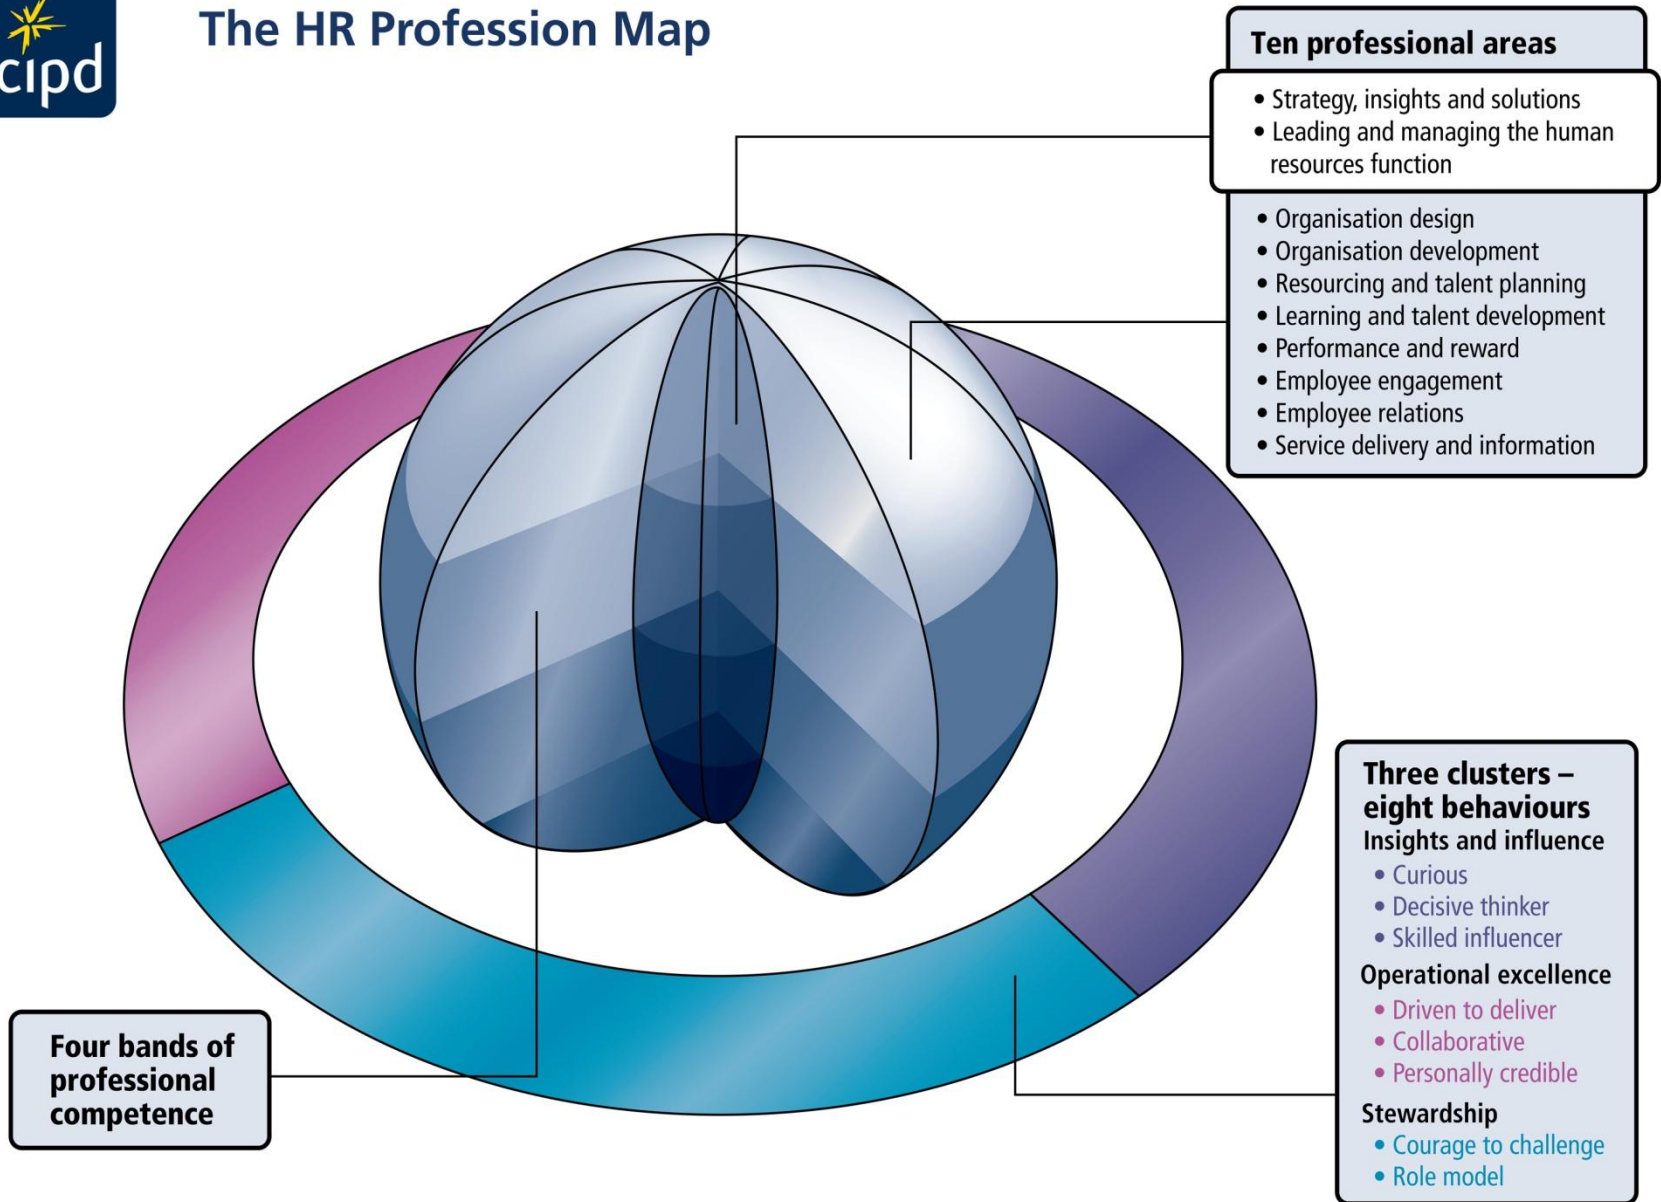 cipd
The HR Profession Map
Ten professional areas
• Strategy, insights and solutions
• Leading and managing the human
resources function
• Organisation design
• Organisation development
• Resourcing and talent planning
• Learning and talent development
• Performance and reward
• Employee engagement
• Employee relations
• Service delivery and information
Three clusters –
eight behaviours
Insights and influence
• Curious
• Decisive thinker
• Skilled influencer
Operational excellence
• Driven to deliver
• Collaborative
• Personally credible
Stewardship
• Courage to challenge
• Role model
Four bands of
professional
competence